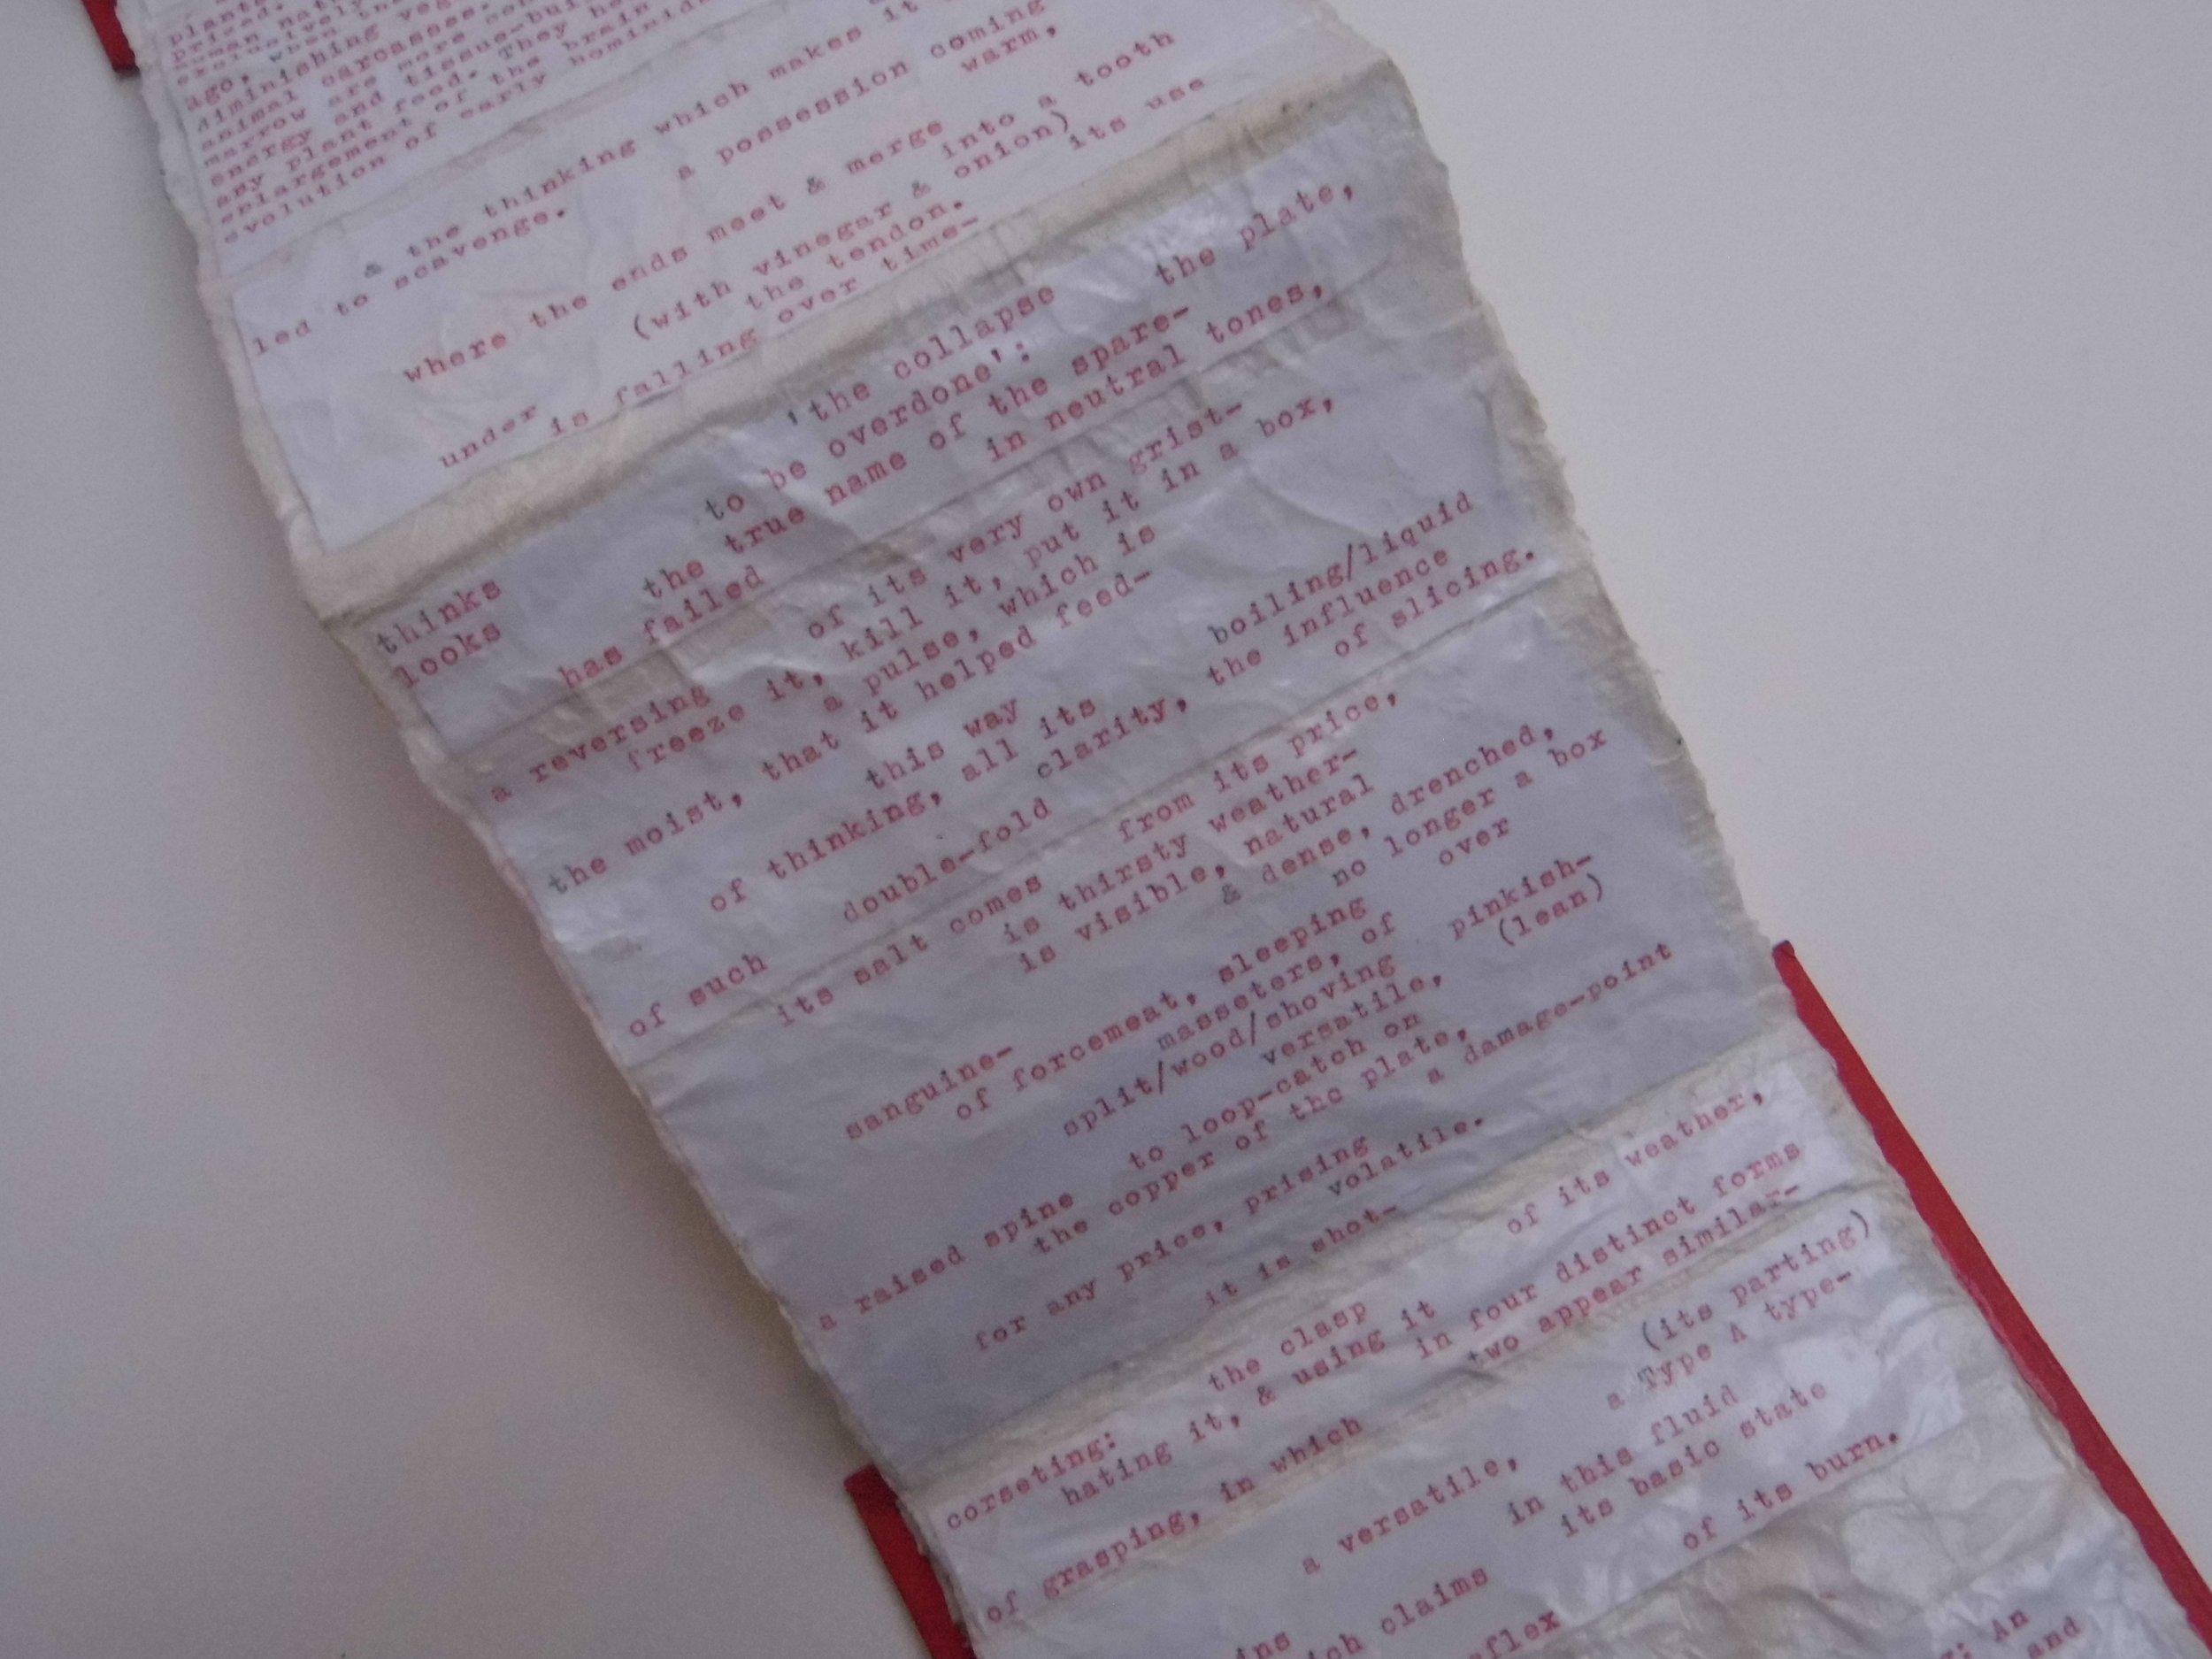 prized.
ago, when
diminishing
animal carcasses.
marrow are more
energy and tissue-
any plant food. They
enlargement of the brain
evolution of early hominids
& the thinking which makes it
led to scavenge. a possession coming
where the ends meet & merge warm,
into a tooth
(with vinegar & onion)
the tendon. its use
under
is falling over time-
thinks 'the collapse
looks to be overdone': the plate,
the true name of the spare-
has failed in neutral tones,
a reversing of its very own grist-
freeze it, kill it, put it in a box,
a pulse, which is
the moist, that it helped feed-
this way
of thinking, all its boiling/liquid
clarity, the influence
of such double-fold of slicing.
its salt comes from its price,
is thirsty weather-
is visible, natural
& dense, drenched,
no longer a box
sanguine-
of forcemeat, sleeping over
masseters, of
split/wood/shoving pinkish-
versatile, (lean)
a raised spine to loop-catch on
the copper of the plate,
for any price, prising a damage-point
volatile.
it is shot-
corseting: the clasp of its weather,
hating it, & using it
in four distinct forms
of grasping, in which two appear similar-
(its parting)
a versatile, a Type A type-
in this fluid
claims its basic state
of its burn.
An
and